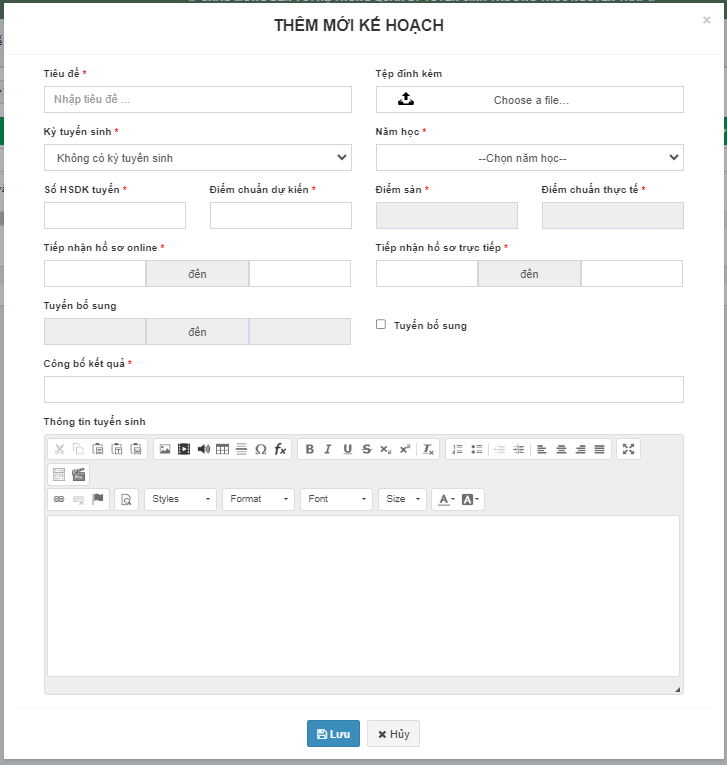 THÊM MỚI KẾ HOẠCH
×
Tiêu đề *
Tệp đính kèm
Nhập tiêu đề ...
Choose a file...
Kỳ tuyển sinh *
Năm học *
Không có kỳ tuyển sinh
--Chọn năm học--
Số HSDK tuyển *
Điểm chuẩn dự kiến *
Điểm sàn *
Điểm chuẩn thực tế *
Tiếp nhận hồ sơ online *
Tiếp nhận hồ sơ trực tiếp *
đến
đến
Tuyển bổ sung
đến
Tuyển bổ sung
Công bố kết quả *
Thông tin tuyển sinh
Styles
Format
Font
Size
Lưu
Hủy